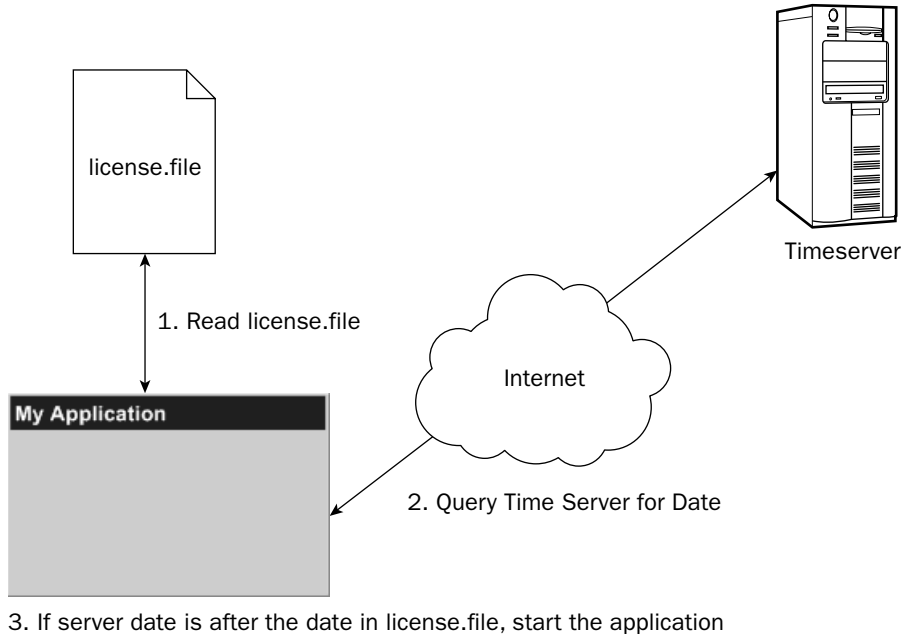 license.file
Timeserver
1. Read license.file
Internet
My Application
2. Query Time Server for Date
3. If server date is after the date in license.file, start the application